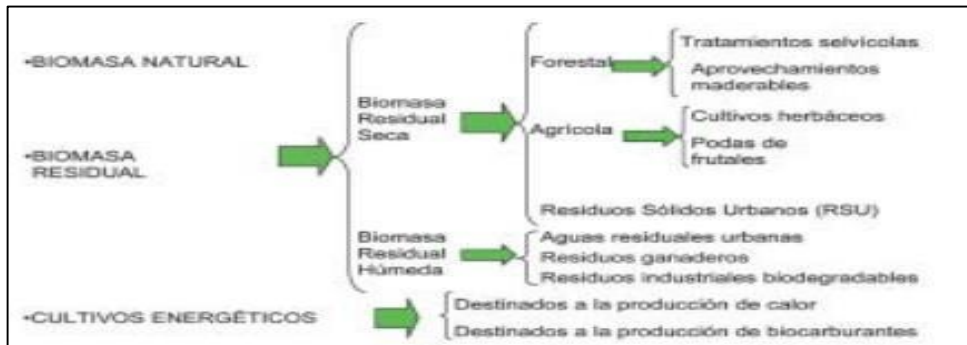 •BIOMASA NATURAL
•BIOMASA
RESIDUAL
Biomasa
Residual
Seca
Forestal
Tratamientos selvícolas
Aprovechamientos
maderables
Agrícola
Cultivos herbáceos
Podas de
frutales
Residuos Sólidos Urbanos (RSU)
Biomasa
Residual
Húmeda
Aguas residuales urbanas
Residuos ganaderos
Residuos industriales biodegradables
•CULTIVOS ENERGÉTICOS
Destinados a la producción de calor
Destinados a la producción de biocarburantes